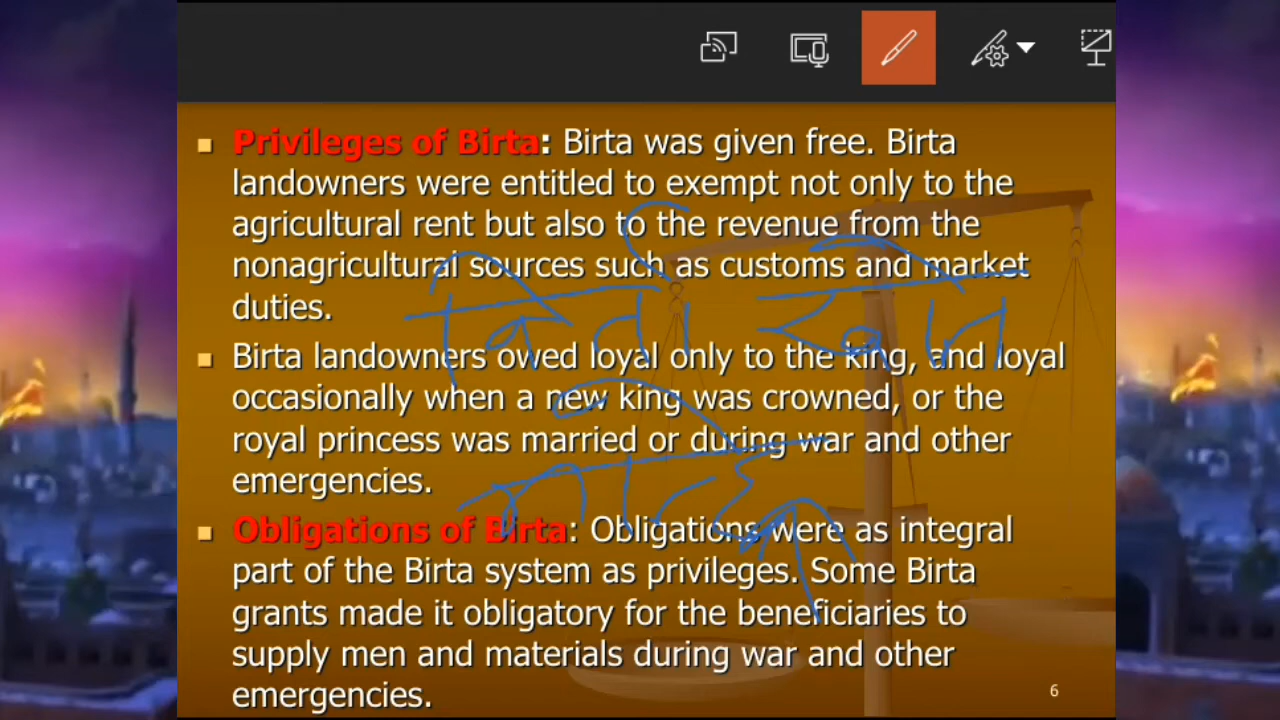 Privileges of Birta: Birta was given free. Birta
landowners were entitled to exempt not only to the
agricultural rent but also to the revenue from the
nonagricultural sources such as customs and market
duties.
Birta landowners owed loyal only to the king, and loyal
occasionally when a new king was crowned, or the
royal princess was married or during war and other
emergencies.
Obligations of Birta: Obligations were as integral
part of the Birta system as privileges. Some Birta
grants made it obligatory for the beneficiaries to
supply men and materials during war and other
emergencies.
6